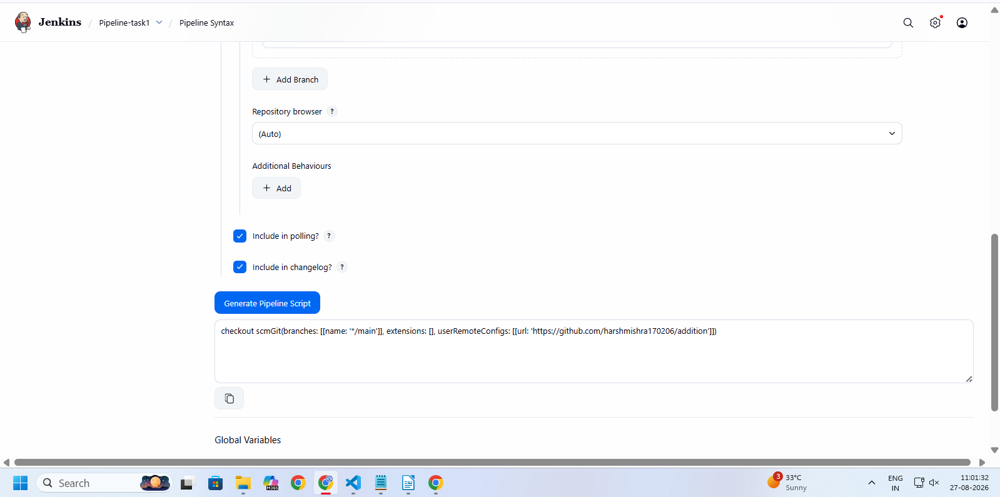 Jenkins / Pipeline-task1 / Pipeline Syntax
+ Add Branch
Repository browser ?
(Auto)
Additional Behaviours
+ Add
Include in polling? ?
Include in changelog? ?
Generate Pipeline Script
checkout scmGit(branches: [[name: '*/main']], extensions: [], userRemoteConfigs: [[url: 'https://github.com/harshmishra170206/addition']])
Global Variables
Search
M365
3
33°C
Sunny
ENG
IN
11:01:32
27-08-2026